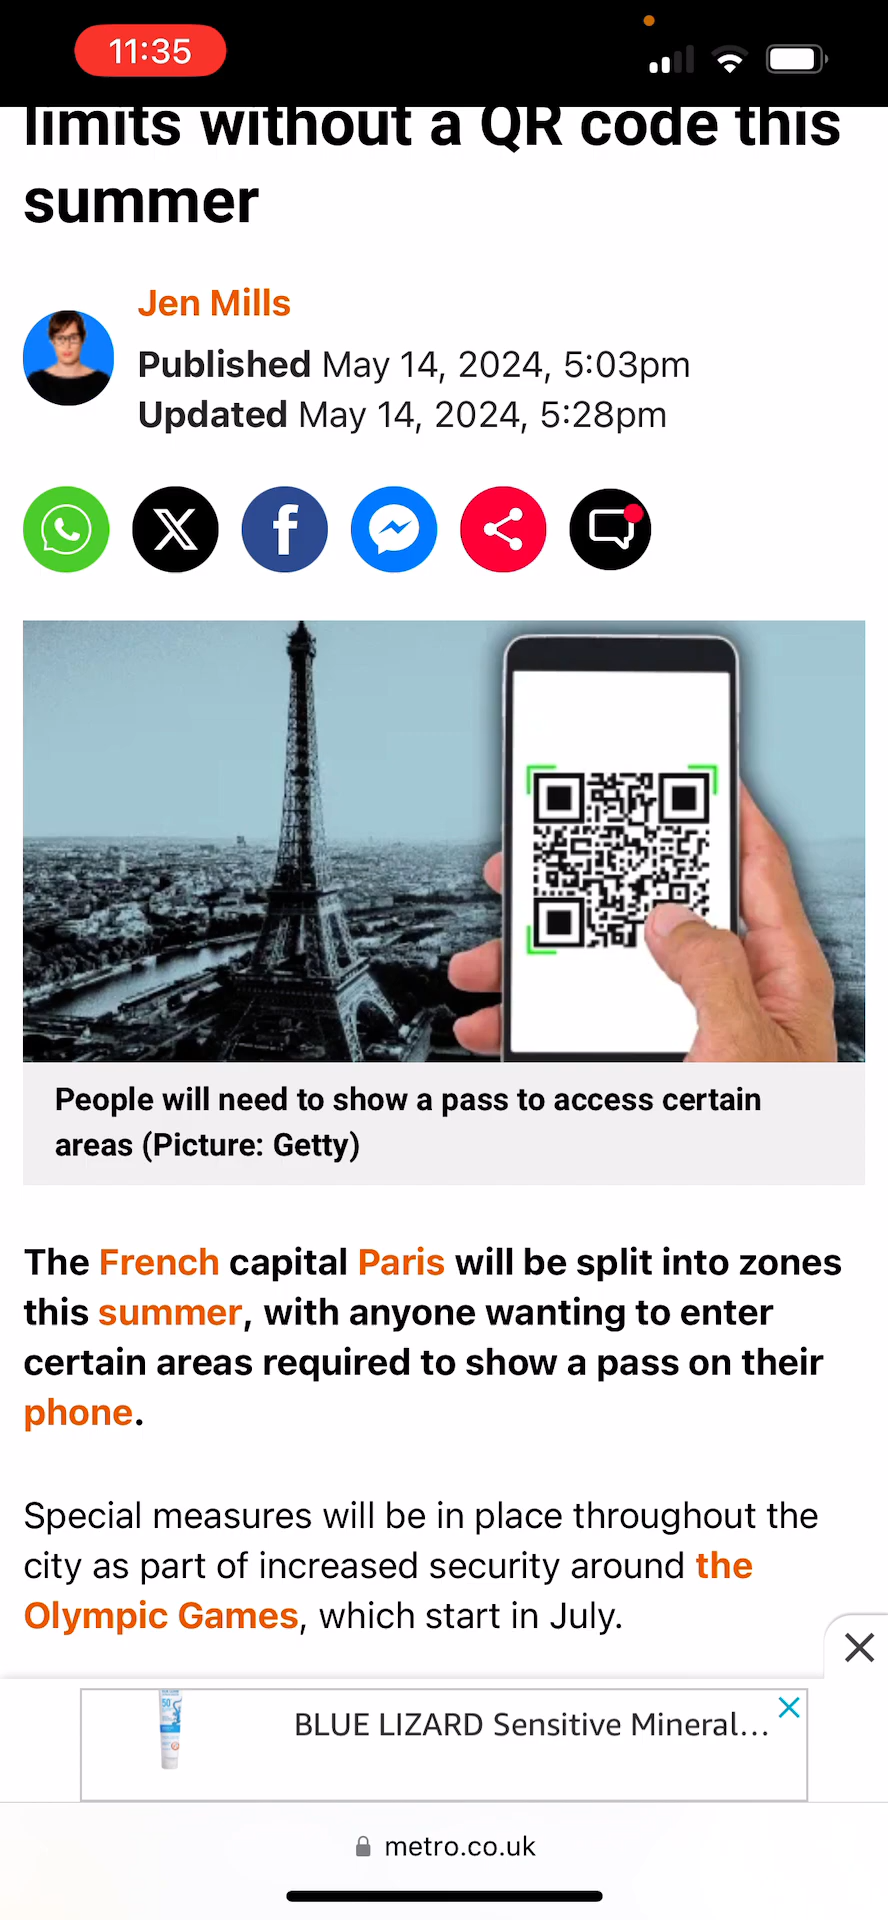 11:35
limits without a QR code this
summer
Jen Mills
Published May 14, 2024, 5:03pm
Updated May 14, 2024, 5:28pm
People will need to show a pass to access certain
areas (Picture: Getty)
The French capital Paris will be split into zones
this summer, with anyone wanting to enter
certain areas required to show a pass on their
phone.
Special measures will be in place throughout the
city as part of increased security around the
Olympic Games, which start in July.
50
BLUE LIZARD Sensitive Mineral...
metro.co.uk